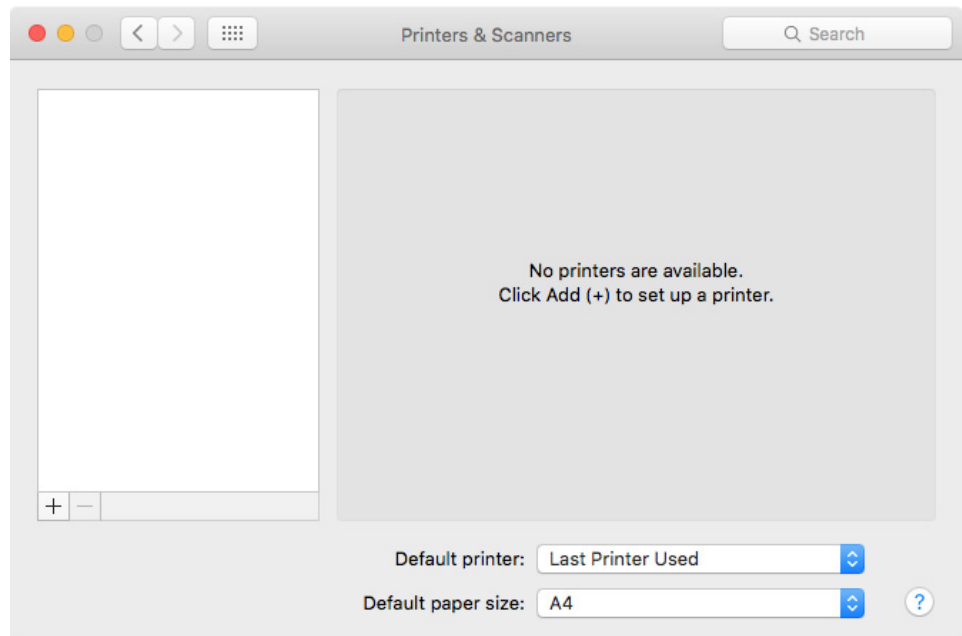 Printers & Scanners
Search
No printers are available.
Click Add (+) to set up a printer.
+ −
Default printer: Last Printer Used
Default paper size: A4
?